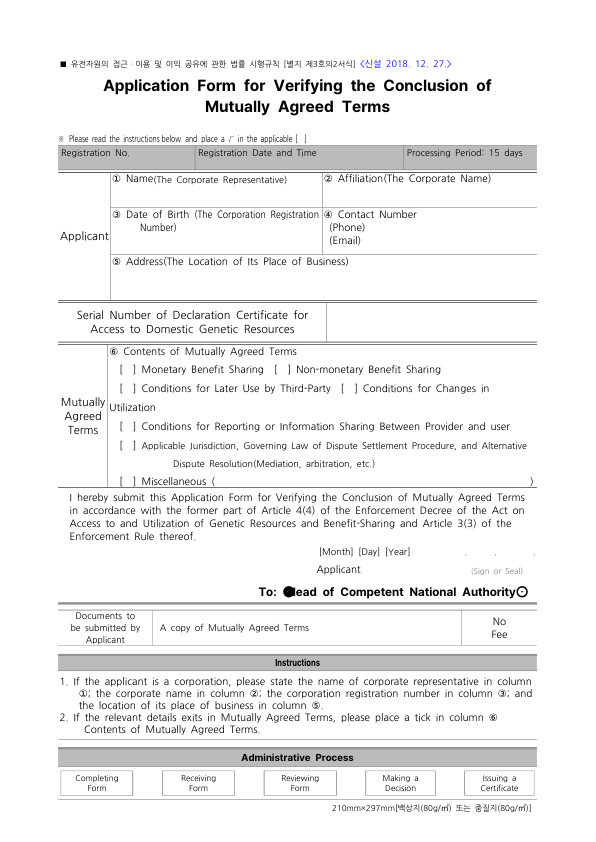 ■ 유전자원의 접근ㆍ이용 및 이익 공유에 관한 법률 시행규칙 [별지 제3호의2서식] <신설 2018. 12. 27.>
Application Form for Verifying the Conclusion of
Mutually Agreed Terms
※ Please read the instructions below and place a √ in the applicable [ ]
Registration No. Registration Date and Time Processing Period: 15 days
Applicant
① Name(The Corporate Representative) ② Affiliation(The Corporate Name)
③ Date of Birth (The Corporation Registration Number) ④ Contact Number
(Phone)
(Email)
⑤ Address(The Location of Its Place of Business)
Serial Number of Declaration Certificate for
Access to Domestic Genetic Resources
Mutually
Agreed
Terms
⑥ Contents of Mutually Agreed Terms
[ ] Monetary Benefit Sharing [ ] Non-monetary Benefit Sharing
[ ] Conditions for Later Use by Third-Party [ ] Conditions for Changes in
Utilization
[ ] Conditions for Reporting or Information Sharing Between Provider and user
[ ] Applicable Jurisdiction, Governing Law of Dispute Settlement Procedure, and Alternative
Dispute Resolution(Mediation, arbitration, etc.)
[ ] Miscellaneous ( )
I hereby submit this Application Form for Verifying the Conclusion of Mutually Agreed Terms
in accordance with the former part of Article 4(4) of the Enforcement Decree of the Act on
Access to and Utilization of Genetic Resources and Benefit-Sharing and Article 3(3) of the
Enforcement Rule thereof.
[Month] [Day] [Year] . . .
Applicant (Sign or Seal)
To: ead of Competent National Authority
Documents to
be submitted by
Applicant
A copy of Mutually Agreed Terms
No
Fee
Instructions
1. If the applicant is a corporation, please state the name of corporate representative in column
①; the corporate name in column ②; the corporation registration number in column ③; and
the location of its place of business in column ⑤.
2. If the relevant details exits in Mutually Agreed Terms, please place a tick in column ⑥
Contents of Mutually Agreed Terms.
Administrative Process
Completing
Form
Receiving
Form
Reviewing
Form
Making a
Decision
Issuing a
Certificate
210mm×297mm[백상지(80g/㎡) 또는 중질지(80g/㎡)]